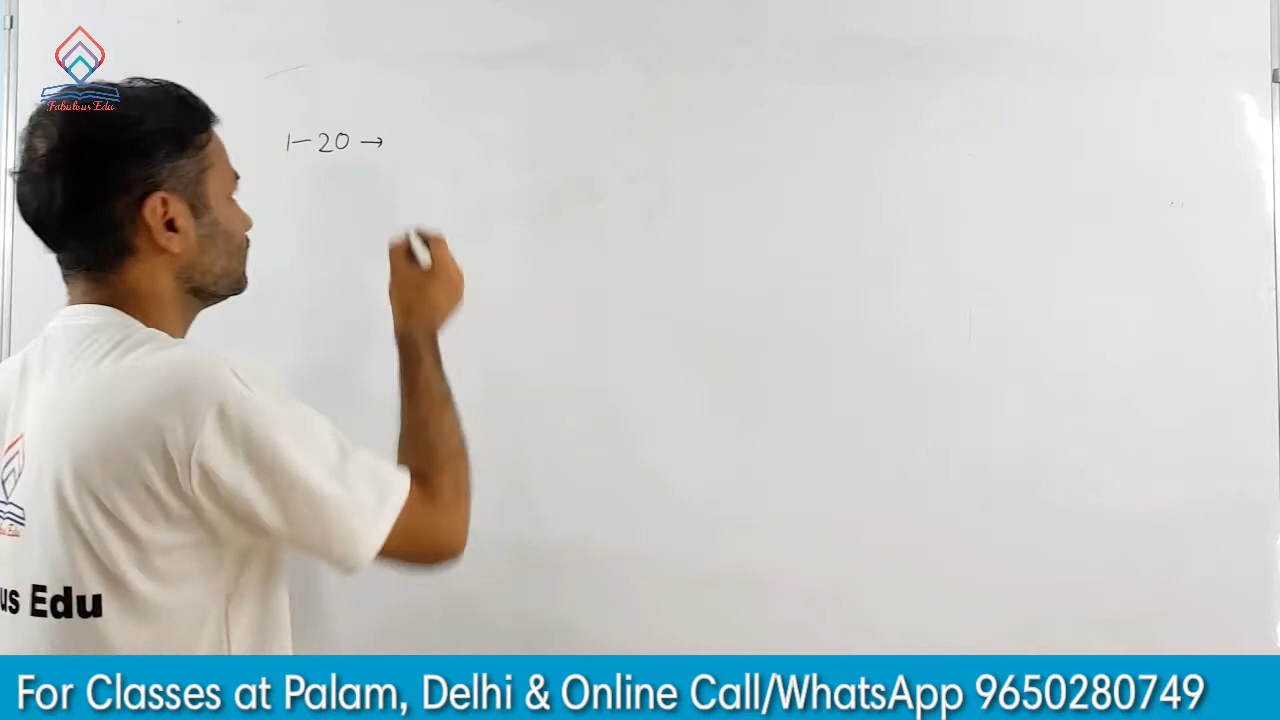 Fabulous Edu
1-20 →
us Edu
For Classes at Palam, Delhi & Online Call/WhatsApp 9650280749